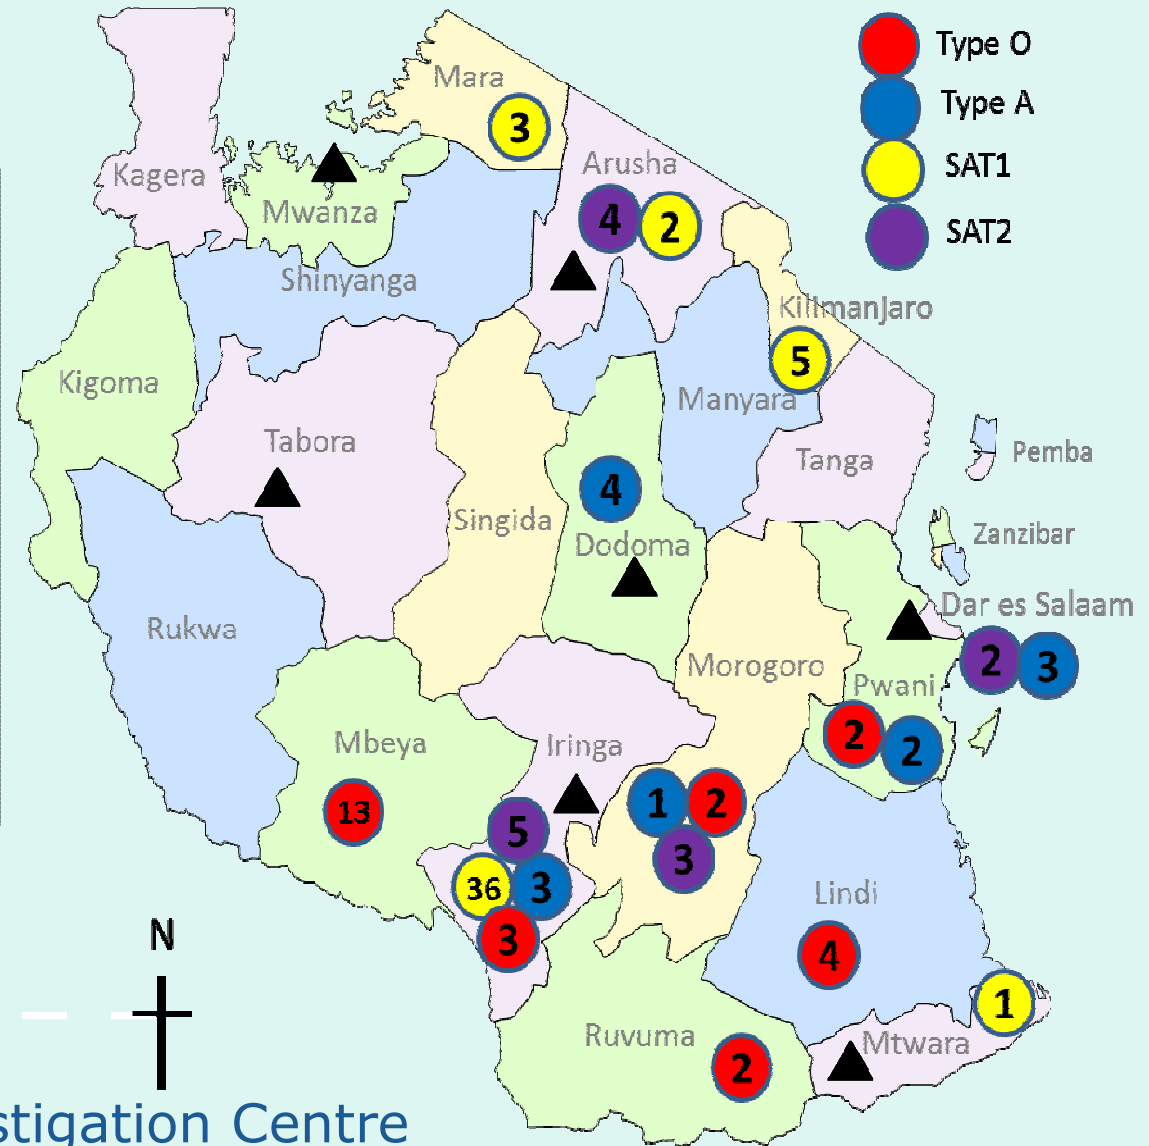 Type O
Mara
Type A
3
Arusha
SAT1
Kagera
Mwanza
4
2
SAT2
Shinyanga
Kilimanjaro
5
Kigoma
Manyara
Tabora
Pemba
Tanga
4
Singida
Zanzibar
Dodoma
Dar es Salaam
Rukwa
2
3
Morogoro
Pwani
2
2
Mbeya
Iringa
13
1
2
5
3
36
3
Lindi
3
4
N
1
Ruvuma
Mtwara
2
stigation Centre